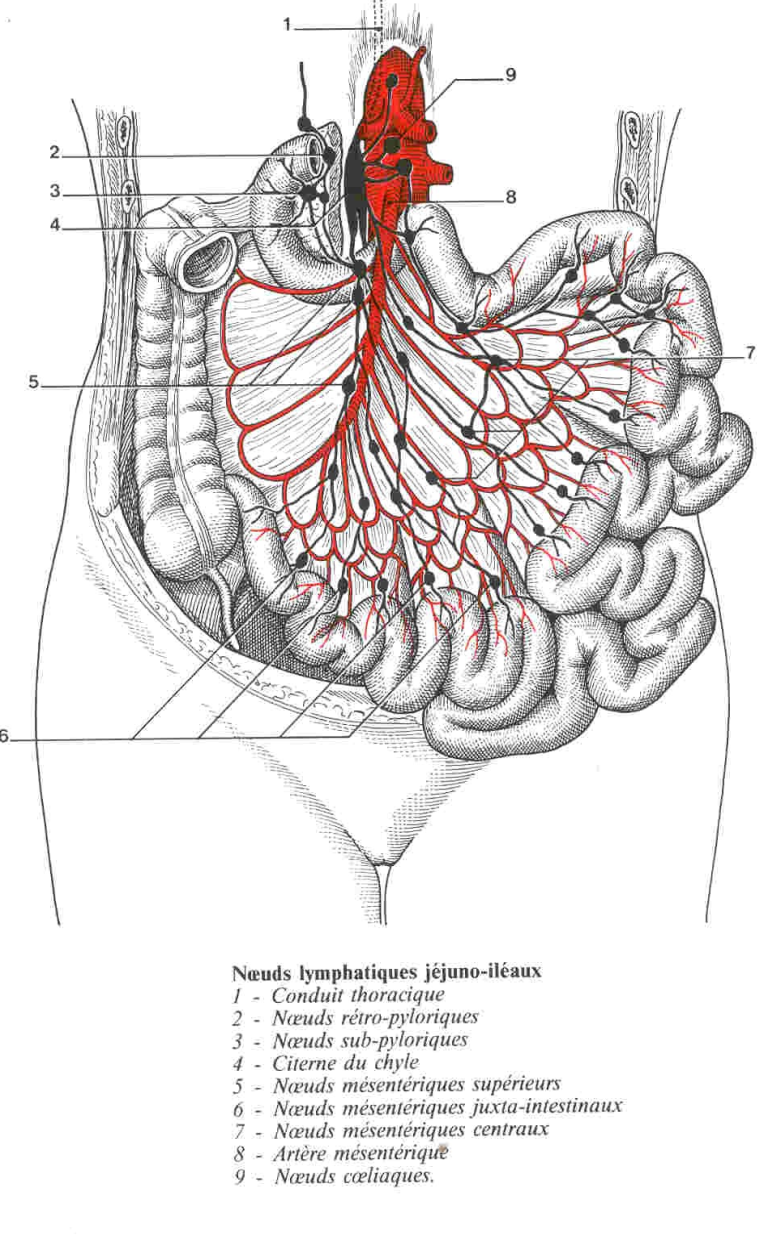 1
9
2
3
8
4
7
5
6
Nœuds lymphatiques jéjuno-iléaux
1 - Conduit thoracique
2 - Nœuds rétro-pyloriques
3 - Nœuds sub-pyloriques
4 - Citerne du chyle
5 - Nœuds mésentériques supérieurs
6 - Nœuds mésentériques juxta-intestinaux
7 - Nœuds mésentériques centraux
8 - Artère mésentérique
9 - Nœuds cœliaques.